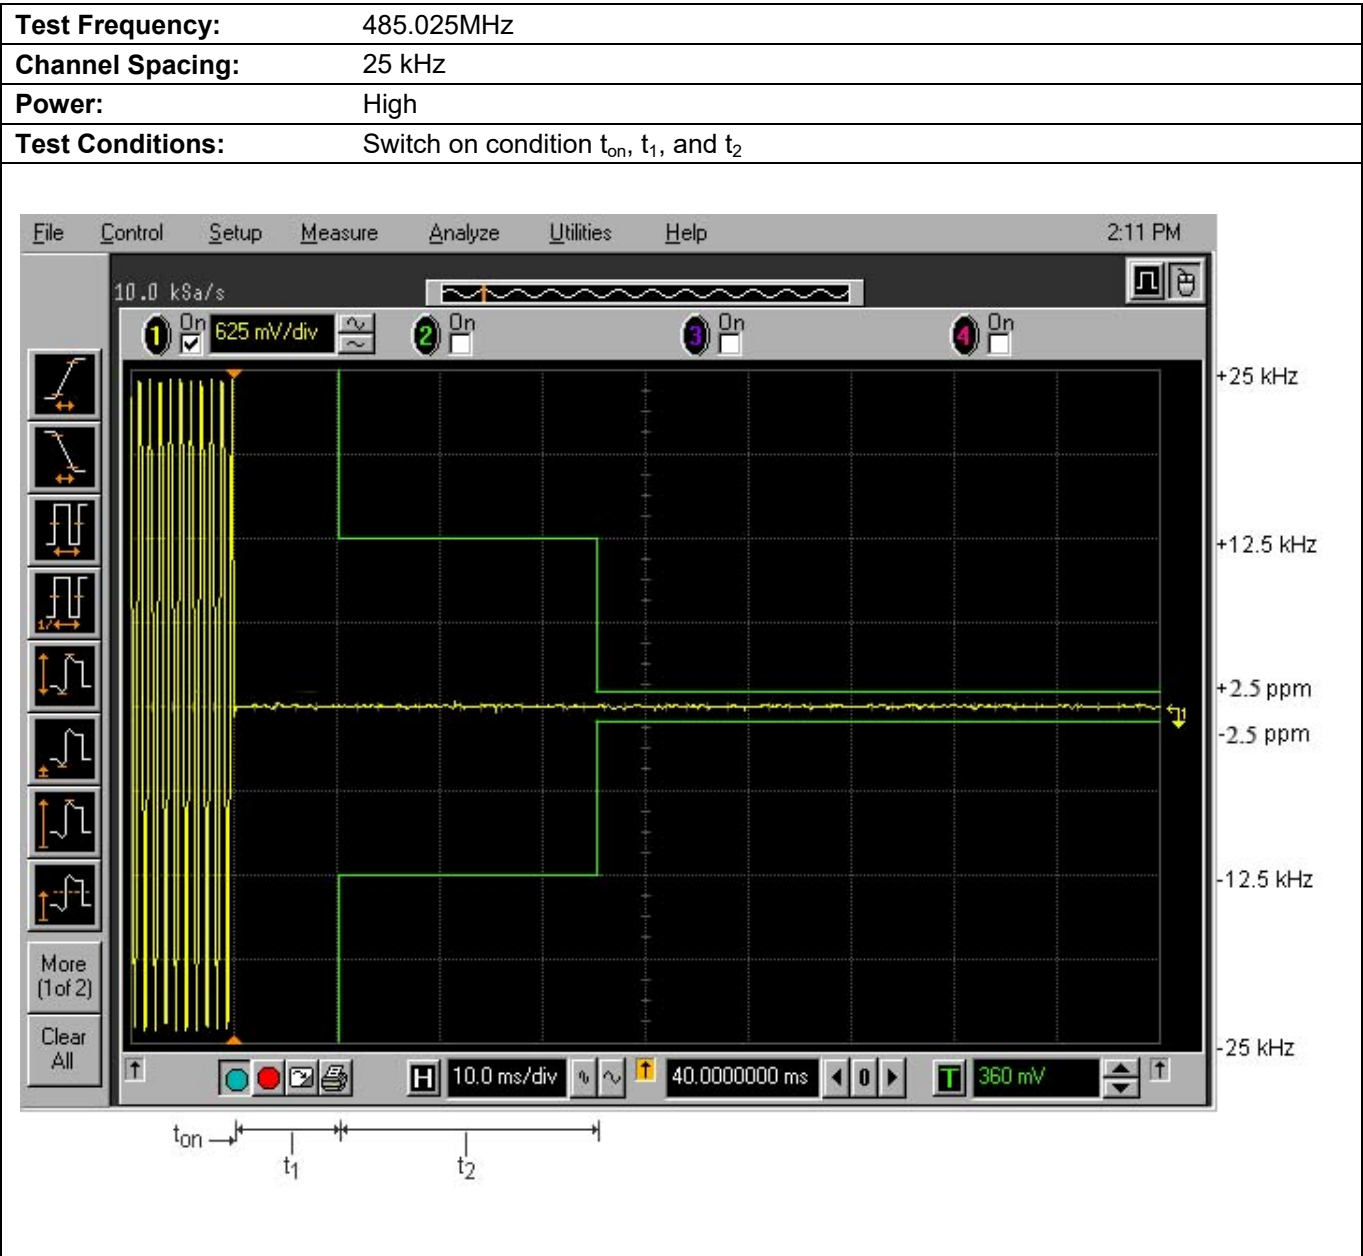 Test Frequency: 485.025MHz
Channel Spacing: 25 kHz
Power: High
Test Conditions: Switch on condition ton, t1, and t2
File Control Setup Measure Analyze Utilities Help 2:11 PM
10.0 kSa/s
1 On 625 mV/div 2 On 3 On 4 On
+25 kHz
+12.5 kHz
1/
+2.5 ppm
1
-2.5 ppm
-12.5 kHz
More
(1of 2)
Clear
All
-25 kHz
H 10.0 ms/div 40.0000000 ms 0 T 360 mV
ton
t1
t2